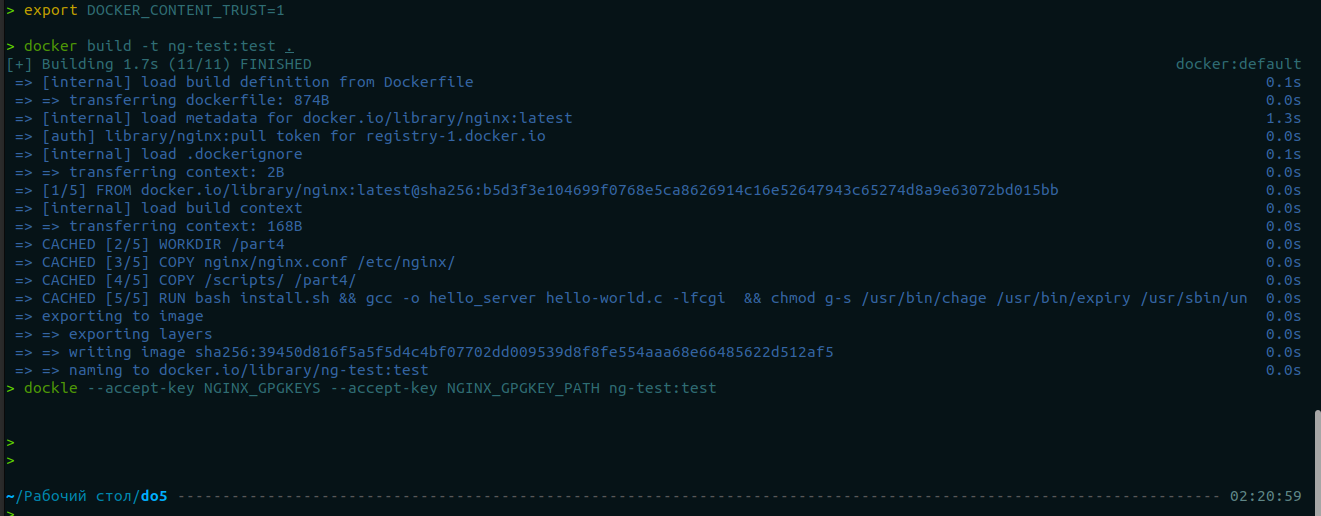 > export DOCKER_CONTENT_TRUST=1
> docker build -t ng-test:test .
[+] Building 1.7s (11/11) FINISHED docker:default
=> [internal] load build definition from Dockerfile 0.1s
=> => transferring dockerfile: 874B 0.0s
=> [internal] load metadata for docker.io/library/nginx:latest 1.3s
=> [auth] library/nginx:pull token for registry-1.docker.io 0.0s
=> [internal] load .dockerignore 0.1s
=> => transferring context: 2B 0.0s
=> [1/5] FROM docker.io/library/nginx:latest@sha256:b5d3f3e104699f0768e5ca8626914c16e52647943c65274d8a9e63072bd015bb 0.0s
=> [internal] load build context 0.0s
=> => transferring context: 168B 0.0s
=> CACHED [2/5] WORKDIR /part4 0.0s
=> CACHED [3/5] COPY nginx/nginx.conf /etc/nginx/ 0.0s
=> CACHED [4/5] COPY /scripts/ /part4/ 0.0s
=> CACHED [5/5] RUN bash install.sh && gcc -o hello_server hello-world.c -lfcgi  && chmod g-s /usr/bin/chage /usr/bin/expiry /usr/sbin/un 0.0s
=> exporting to image 0.0s
=> => exporting layers 0.0s
=> => writing image sha256:39450d816f5a5f5d4c4bf07702dd009539d8f8fe554aaa68e66485622d512af5 0.0s
=> => naming to docker.io/library/ng-test:test 0.0s
> dockle --accept-key NGINX_GPGKEYS --accept-key NGINX_GPGKEY_PATH ng-test:test
>
>
~/Рабочий стол/do5 -------------------------------------------------------------------------------------------------------------------- 02:20:59
>